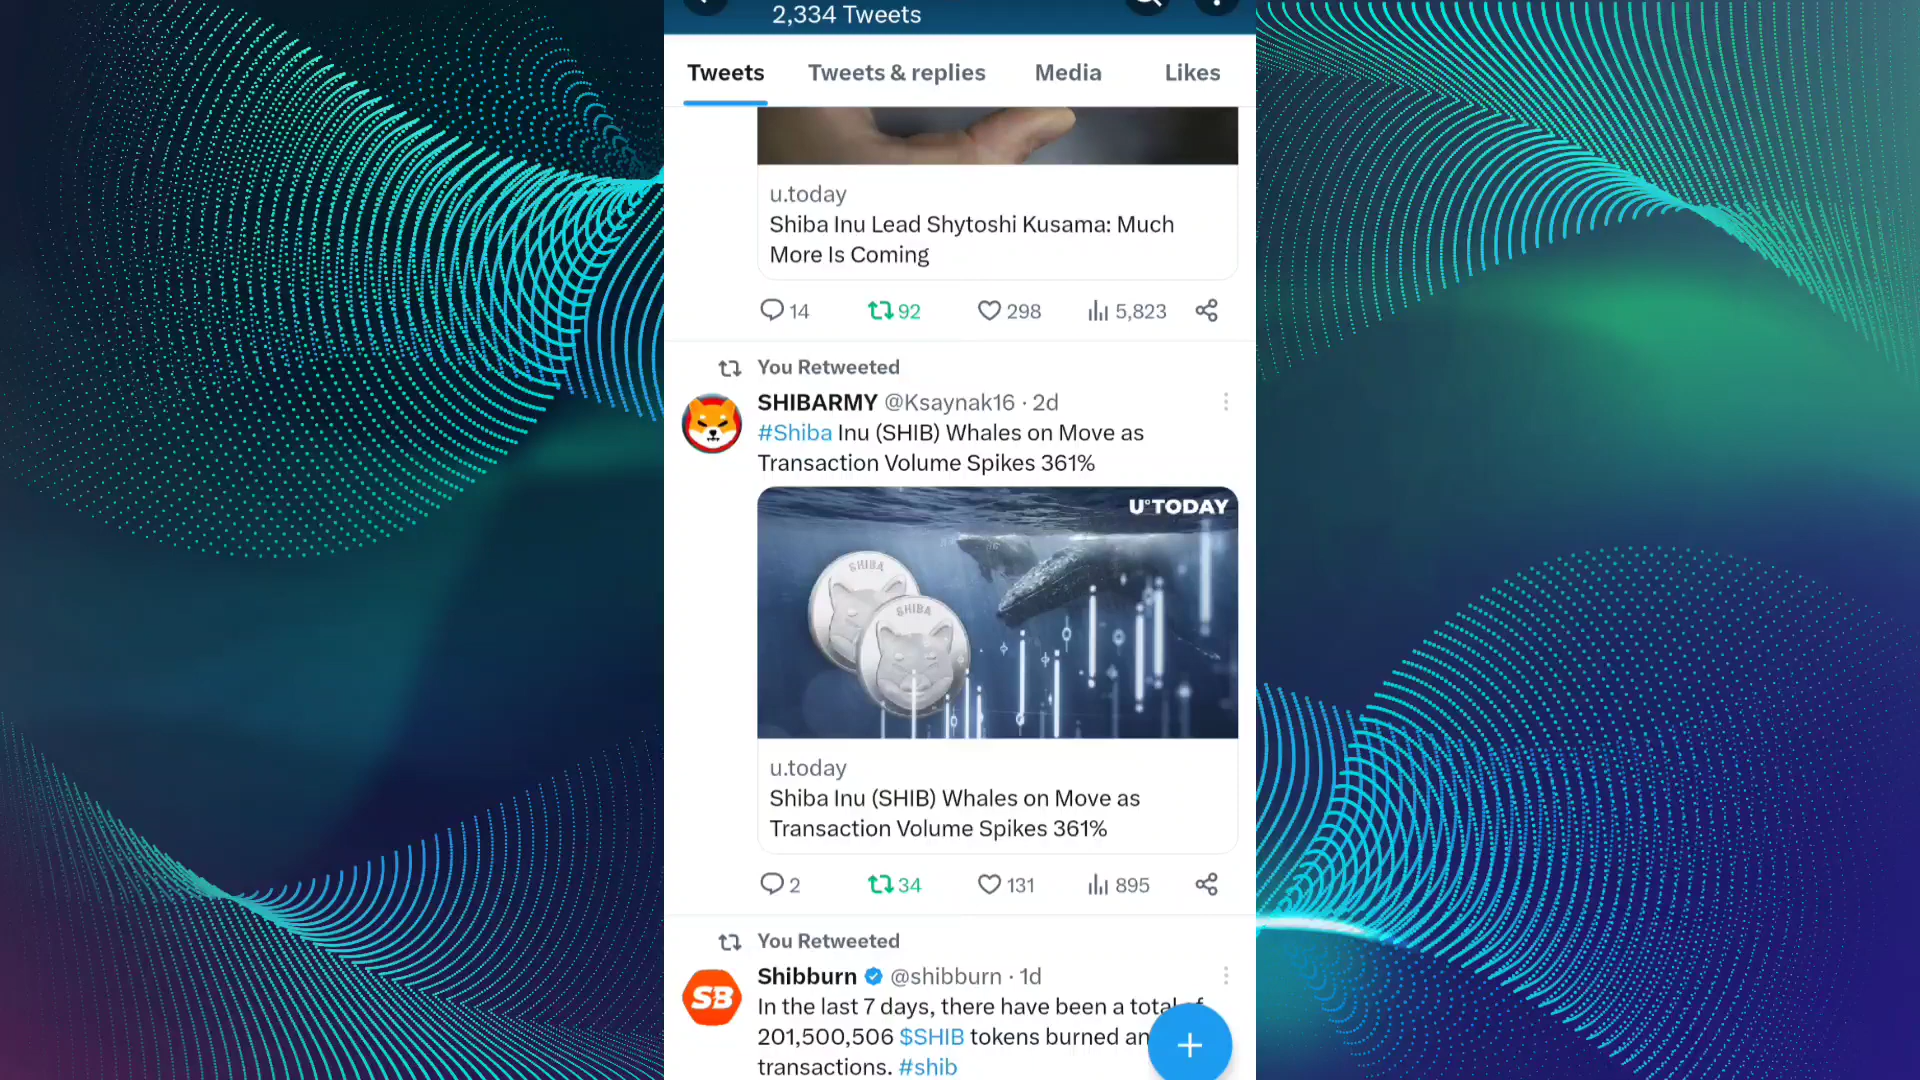 2,334 Tweets
Tweets Tweets & replies Media Likes
u.today
Shiba Inu Lead Shytoshi Kusama: Much
More Is Coming
14 92 298 5,823
You Retweeted
SHIBARMY @Ksaynak16 · 2d
#Shiba Inu (SHIB) Whales on Move as
Transaction Volume Spikes 361%
U°TODAY
SHIBA
SHIBA
u.today
Shiba Inu (SHIB) Whales on Move as
Transaction Volume Spikes 361%
2 34 131 895
You Retweeted
SB
Shibburn @shibburn · 1d
In the last 7 days, there have been a total of
201,500,506 $SHIB tokens burned
transactions. #shib